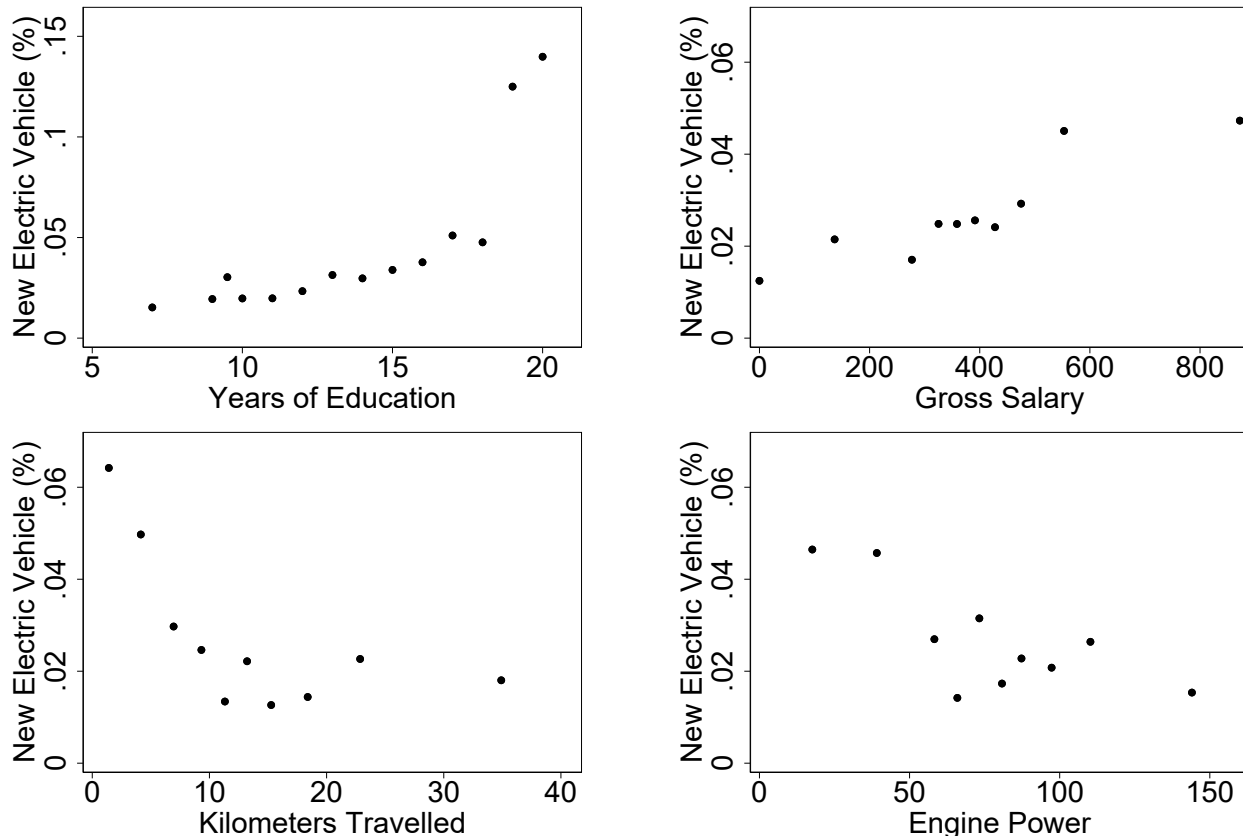 New Electric Vehicle (%)
0 .05 .1 .15
5 10 15 20
Years of Education
New Electric Vehicle (%)
0 .02 .04 .06
0 200 400 600 800
Gross Salary
New Electric Vehicle (%)
0 .02 .04 .06
0 10 20 30 40
Kilometers Travelled
New Electric Vehicle (%)
0 .02 .04 .06
0 50 100 150
Engine Power